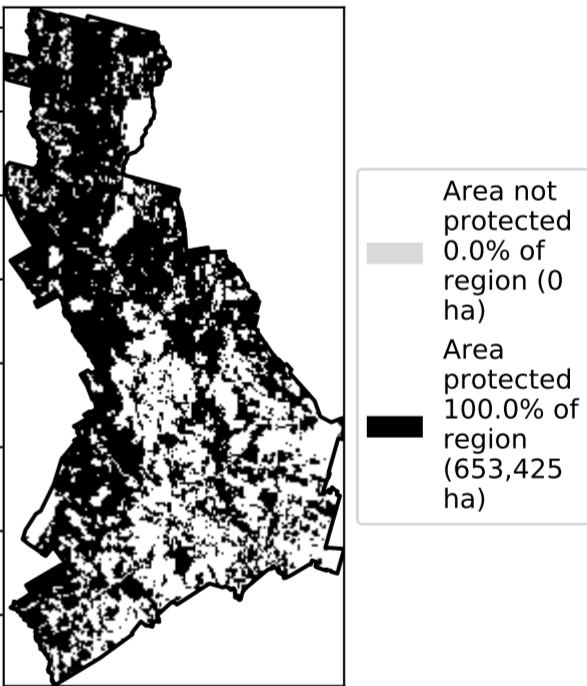 Area not
protected
0.0% of
region (0
ha)
Area
protected
100.0% of
region
(653,425
ha)